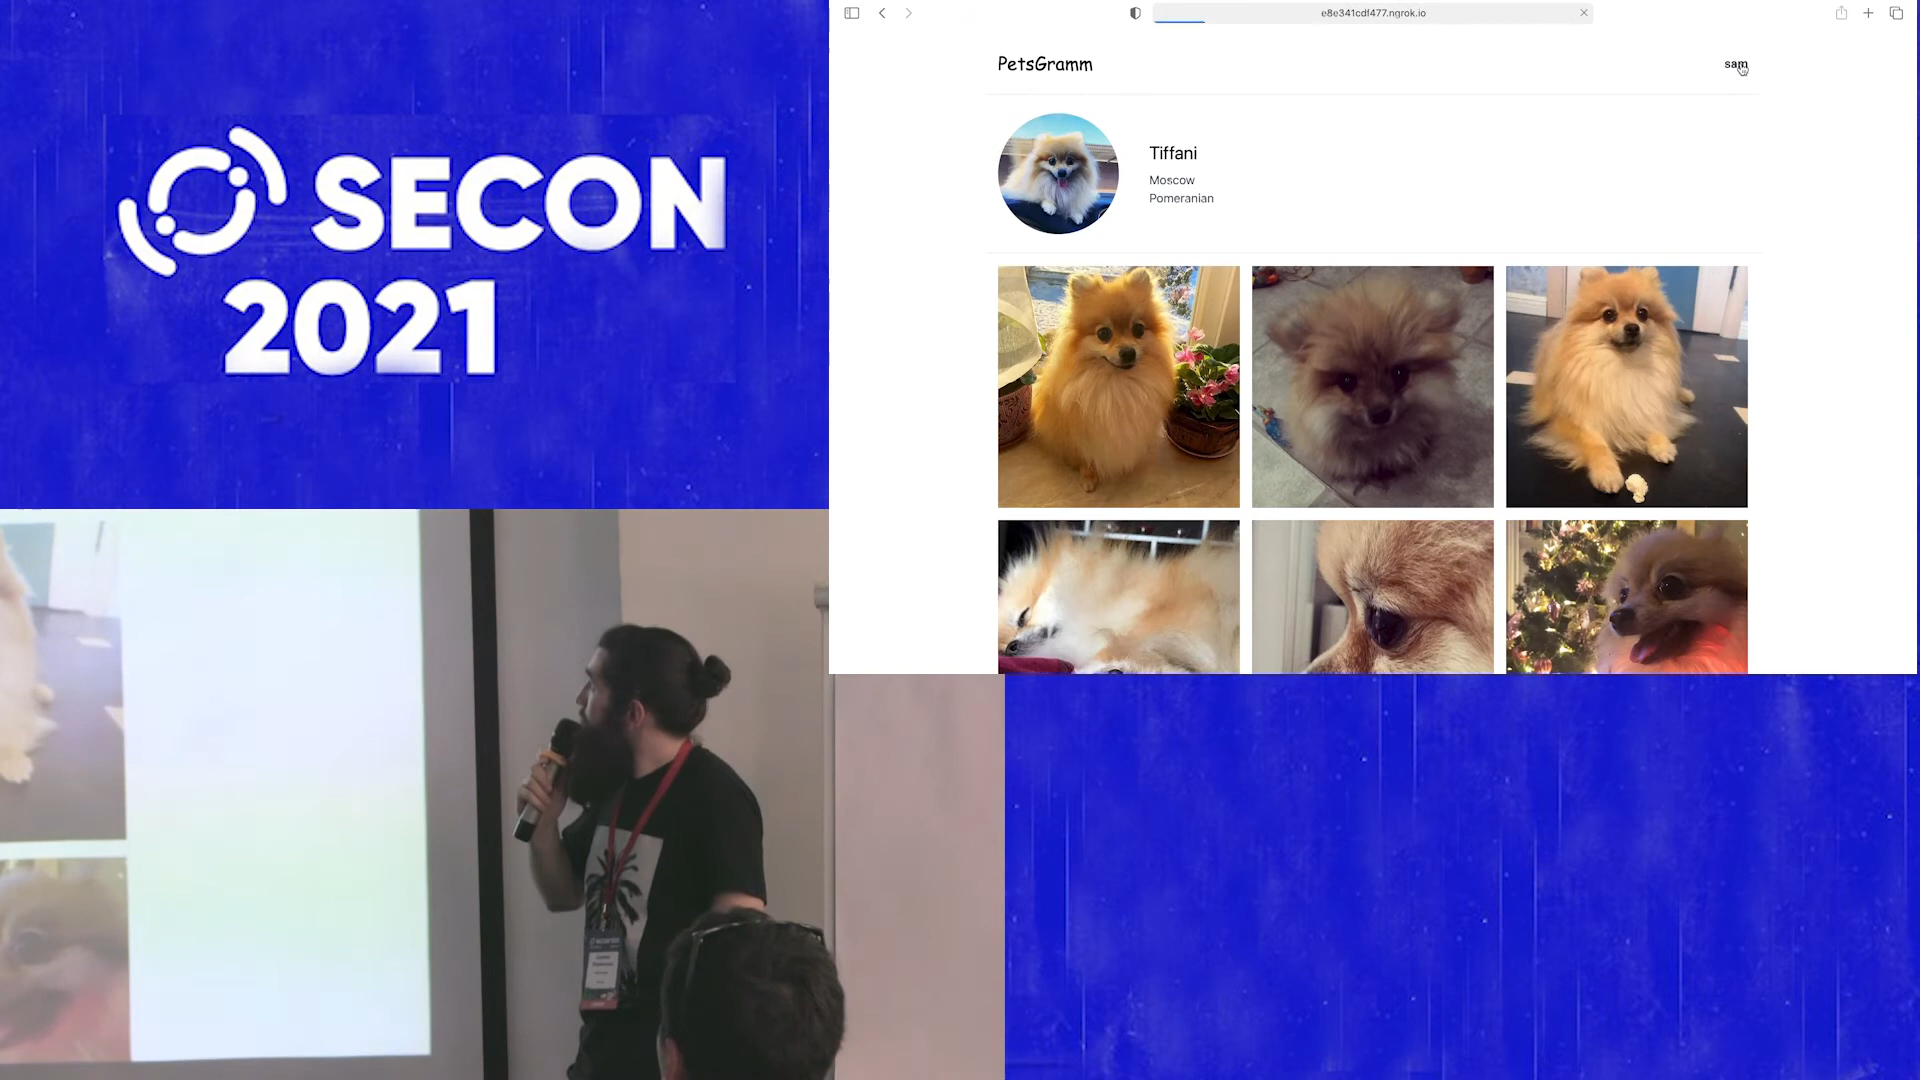 SECON
2021
e8e341cdf477.ngrok.io
PetsGramm
sam
Tiffani
Moscow
Pomeranian